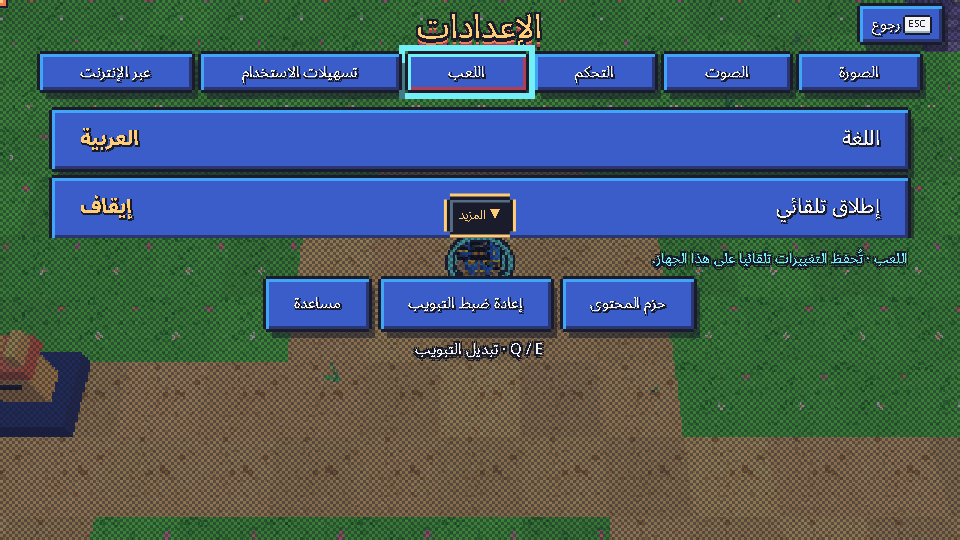 الإعدادات
رجوع ESC
الصورة
الصوت
التحكم
اللعب
تسهيلات الاستخدام
عبر الإنترنت
اللغة
العربية
إطلاق تلقائي
إيقاف
▼ المزيد
اللعب · تُحفظ التغييرات تلقائيا على هذا الجهاز.
حزم المحتوى
إعادة ضبط التبويب
مساعدة
Q / E · تبديل التبويب